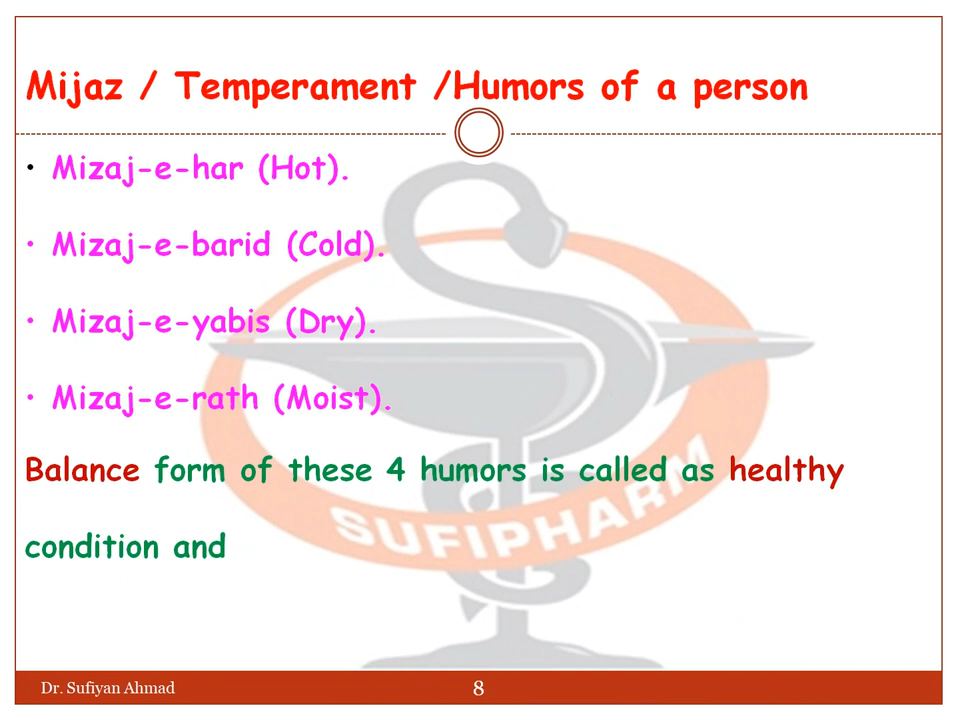 Mijaz / Temperament /Humors of a person
• Mizaj-e-har (Hot).
• Mizaj-e-barid (Cold).
• Mizaj-e-yabis (Dry).
• Mizaj-e-rath (Moist).
Balance form of these 4 humors is called as healthy
condition and
SUFIPHARM
Dr. Sufiyan Ahmad
8